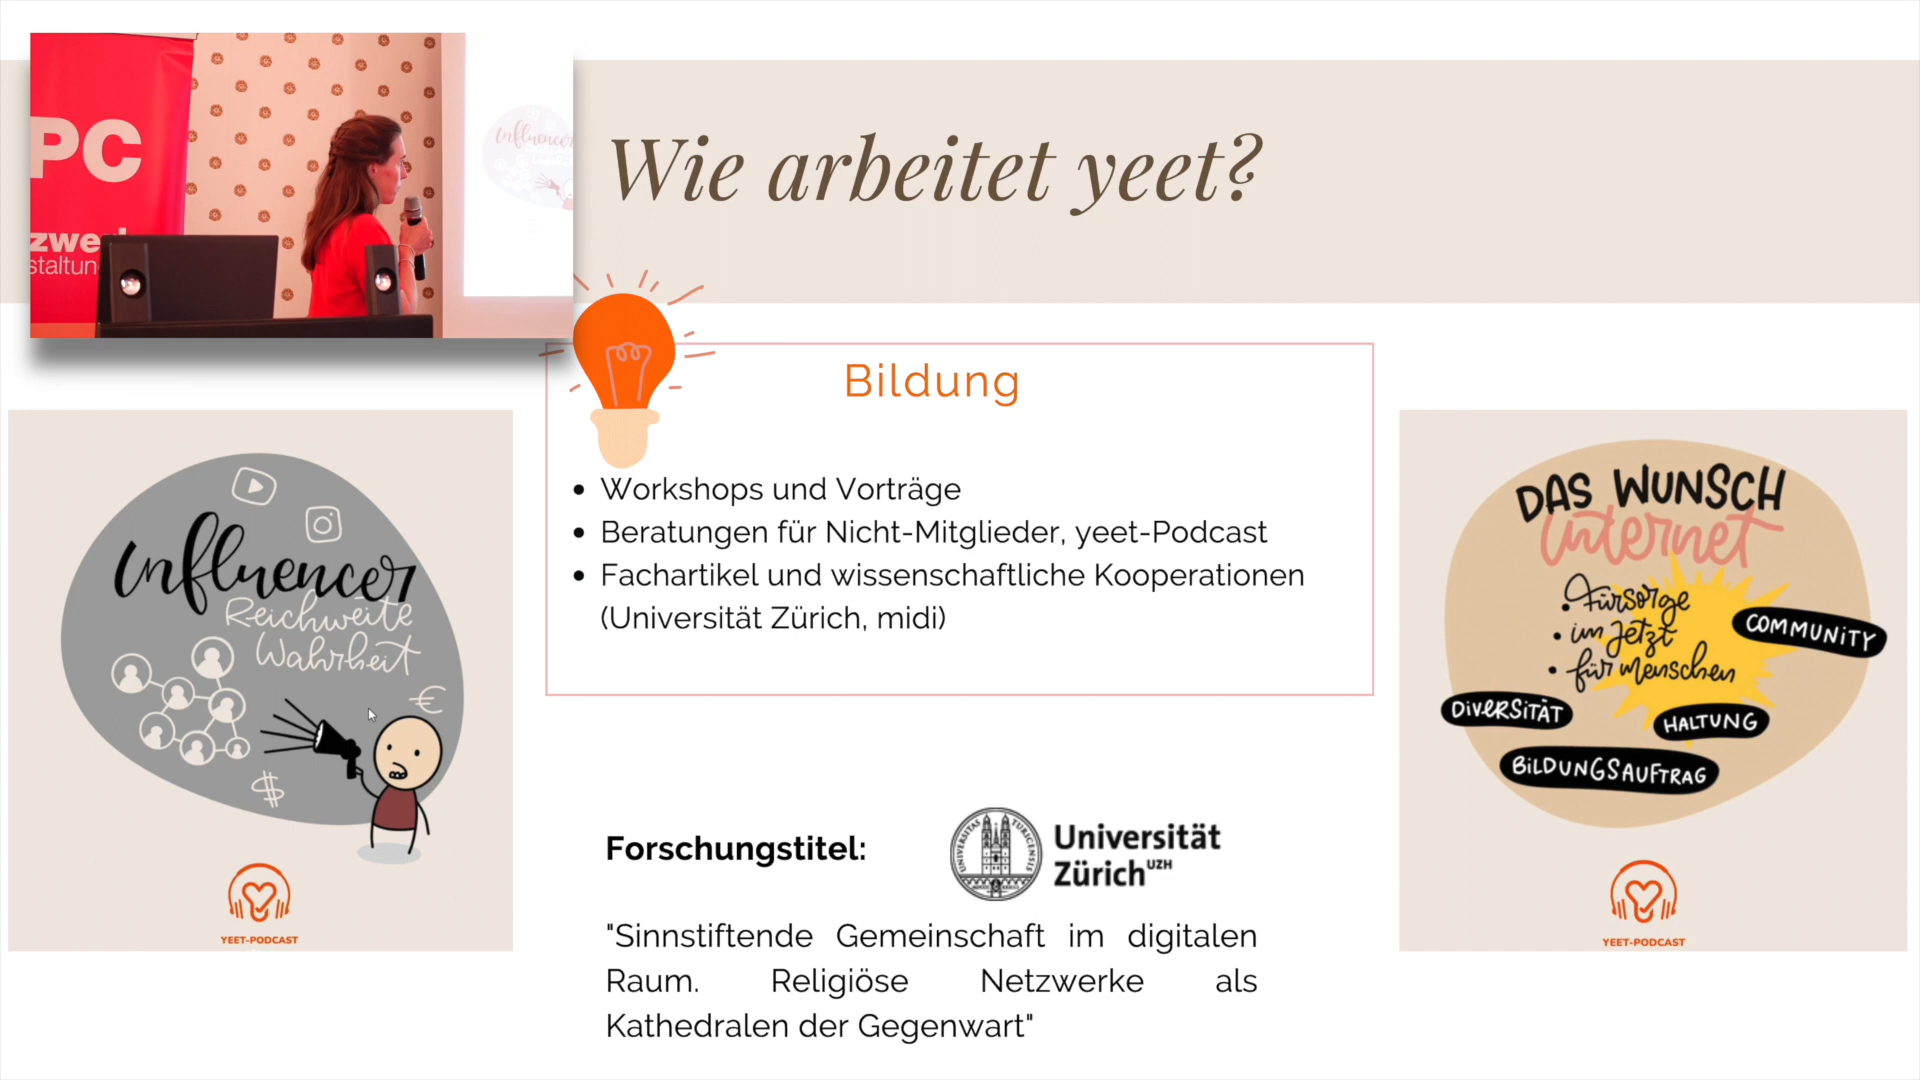 PC
staltun
Influencer
Wie arbeitet yeet?
Bildung
• Workshops und Vorträge
• Beratungen für Nicht-Mitglieder, yeet-Podcast
• Fachartikel und wissenschaftliche Kooperationen
(Universität Zürich, midi)
Influencer
Reichweite
Wahrheit
€
$
YEET-PODCAST
Forschungstitel:
Universität
Zürich UZH
"Sinnstiftende Gemeinschaft im digitalen
Raum. Religiöse Netzwerke als
Kathedralen der Gegenwart"
DAS WUNSCH
internet
• Fürsorge
• im Jetzt
• für menschen
COMMUNITY
DIVERSITÄT
HALTUNG
BILDUNGSAUFTRAG
YEET-PODCAST